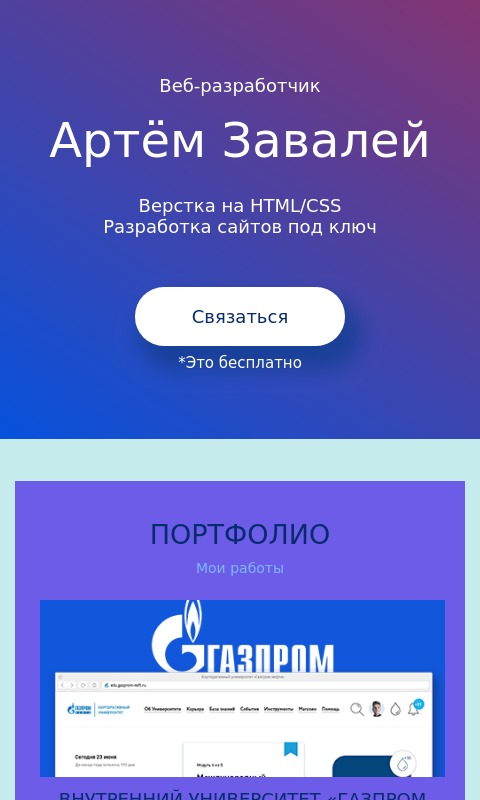 Веб-разработчик
Артём Завалей
Верстка на HTML/CSS
Разработка сайтов под ключ
Связаться
*Это бесплатно
ПОРТФОЛИО
Мои работы
ГАЗПРОМ
Корпоративный университет «Газпром нефти»
edu.gazprom-neft.ru
ГАЗПРОМ КОРПОРАТИВНЫЙ УНИВЕРСИТЕТ Об Университете Карьера База знаний События Инструменты Магазин Помощь
Сегодня 23 июня
Модуль 4 из 8
Международный
ВНУТРЕННИЙ УНИВЕРСИТЕТ «ГАЗПРОМ